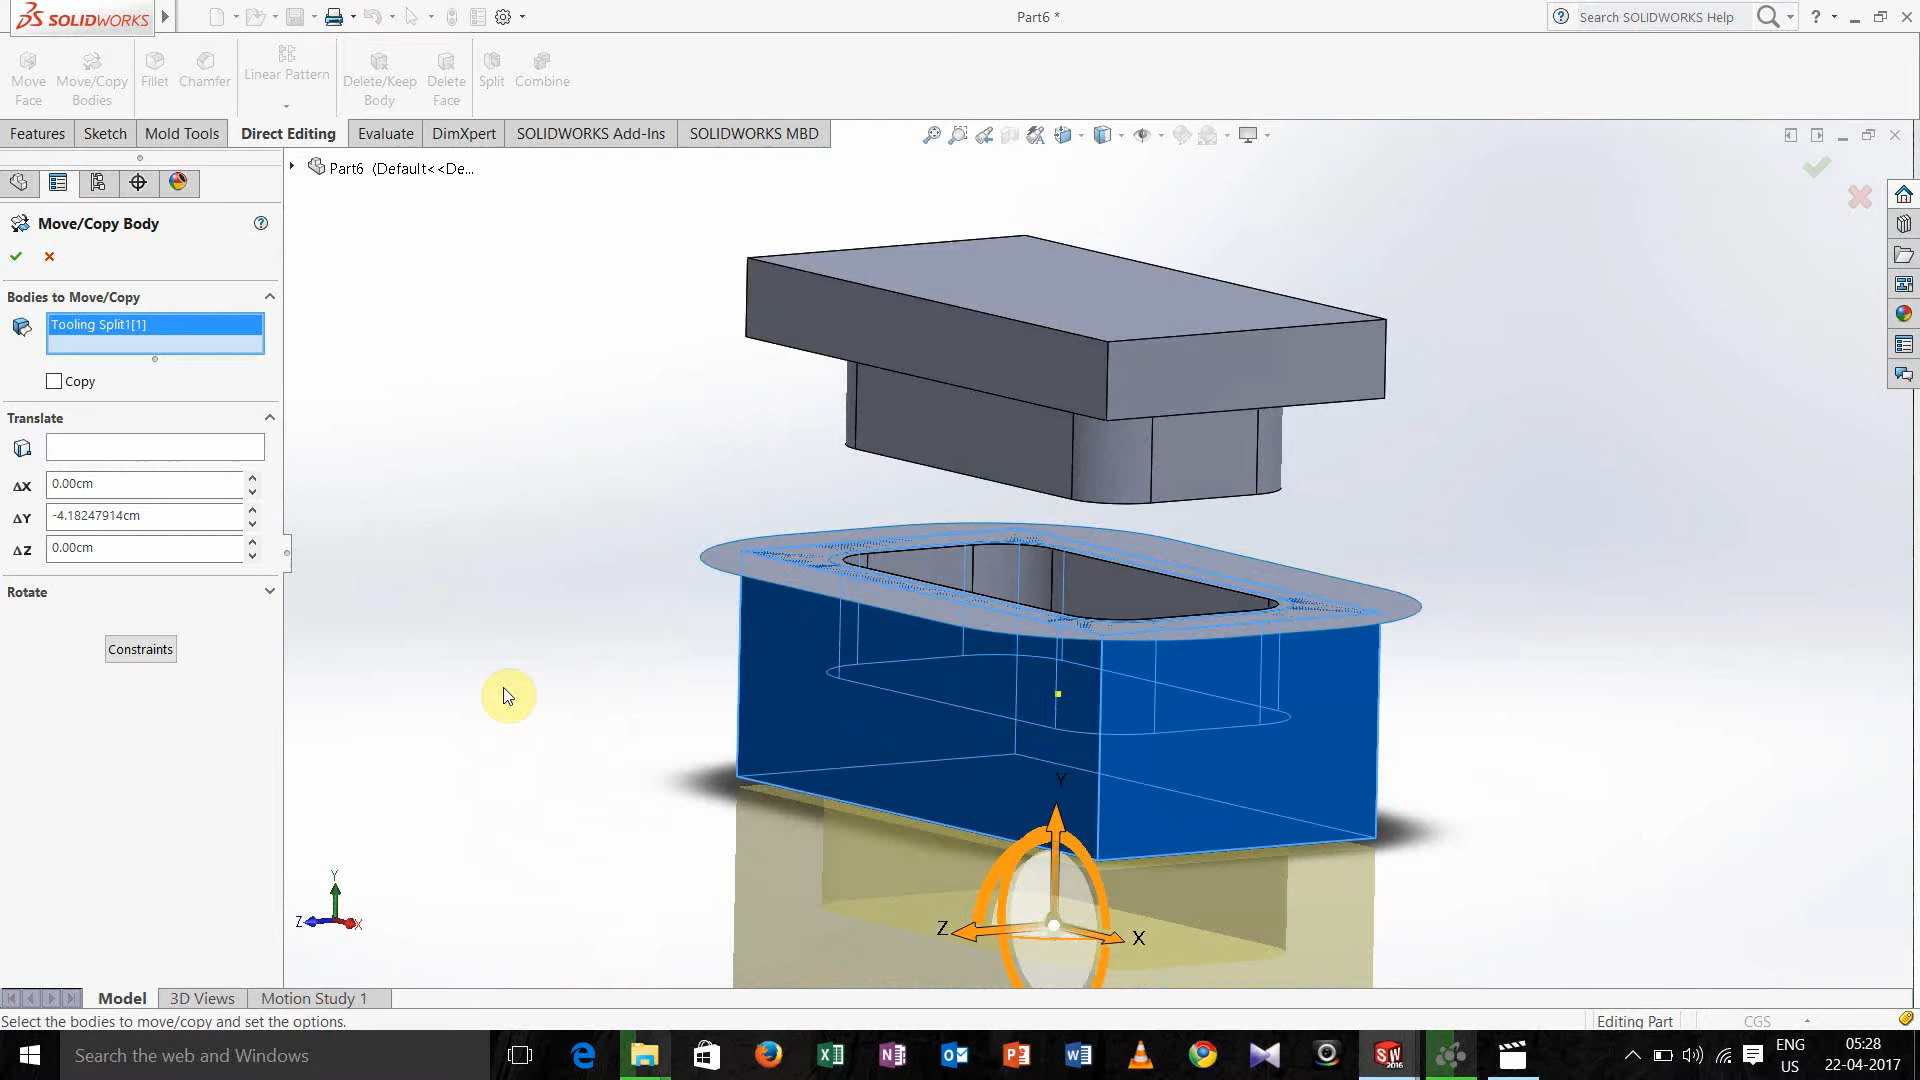 SOLIDWORKS
Part6 *
Search SOLIDWORKS Help
Move Face
Move/Copy Bodies
Fillet
Chamfer
Linear Pattern
Delete/Keep Body
Delete Face
Split
Combine
Features
Sketch
Mold Tools
Direct Editing
Evaluate
DimXpert
SOLIDWORKS Add-Ins
SOLIDWORKS MBD
Part6 (Default<<De...
Move/Copy Body
Bodies to Move/Copy
Tooling Split1[1]
Copy
Translate
ΔX
0.00cm
ΔY
-4.18247914cm
ΔZ
0.00cm
Rotate
Constraints
Y
Z
X
Y
Z
X
Model
3D Views
Motion Study 1
Select the bodies to move/copy and set the options.
Editing Part
CGS
Search the web and Windows
SW
2016
ENG
US
05:28
22-04-2017